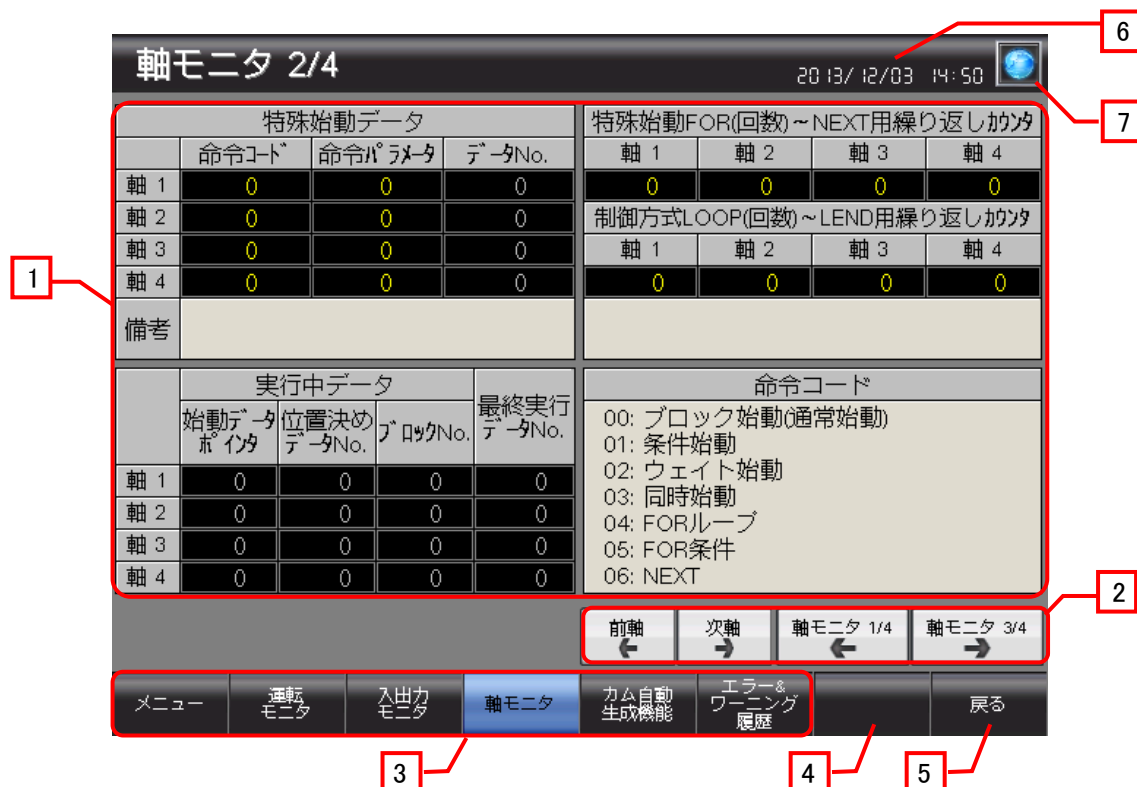 6
軸モニタ 2/4
2013/12/03 14:50
7
特殊始動データ
命令ｺｰﾄﾞ 命令ﾊﾟﾗﾒｰﾀ ﾃﾞｰﾀNo.
軸 1 0 0 0
軸 2 0 0 0
軸 3 0 0 0
軸 4 0 0 0
備考
特殊始動FOR(回数)～NEXT用繰り返しｶｳﾝﾀ
軸 1 軸 2 軸 3 軸 4
0 0 0 0
制御方式LOOP(回数)～LEND用繰り返しｶｳﾝﾀ
軸 1 軸 2 軸 3 軸 4
0 0 0 0
1
実行中データ
始動ﾃﾞｰﾀ
ﾎﾟｲﾝﾀ
位置決め
ﾃﾞｰﾀNo.
ﾌﾞﾛｯｸNo.
最終実行
ﾃﾞｰﾀNo.
軸 1 0 0 0 0
軸 2 0 0 0 0
軸 3 0 0 0 0
軸 4 0 0 0 0
命令コード
00: ブロック始動(通常始動)
01: 条件始動
02: ウェイト始動
03: 同時始動
04: FORループ
05: FOR条件
06: NEXT
2
前軸
次軸
軸モニタ 1/4
軸モニタ 3/4
メニュー
運転
モニタ
入出力
モニタ
軸モニタ
カム自動
生成機能
エラー&
ワーニング
履歴
戻る
3
4
5